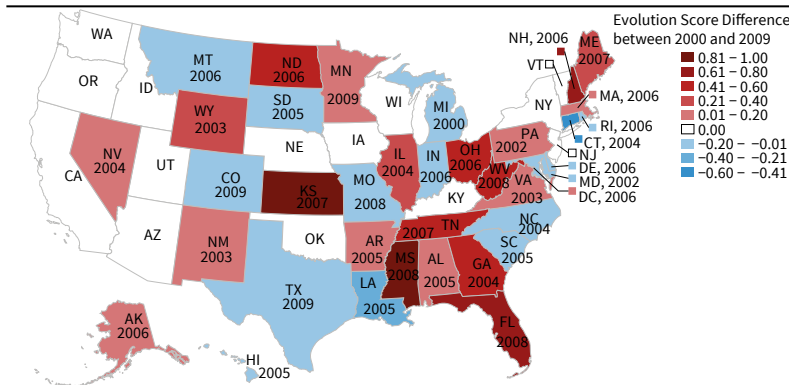 Evolution Score Difference
between 2000 and 2009
0.81 – 1.00
0.61 – 0.80
0.41 – 0.60
0.21 – 0.40
0.01 – 0.20
0.00
−0.20 – −0.01
−0.40 – −0.21
−0.60 – −0.41
WA
OR
CA
ID
NV
2004
UT
AZ
MT
2006
WY
2003
CO
2009
NM
2003
ND
2006
SD
2005
NE
KS
2007
OK
TX
2009
MN
2009
IA
MO
2008
AR
2005
LA
2005
WI
IL
2004
MI
2000
IN
2006
OH
2006
KY
2007 TN
MS
2008
AL
2005
GA
2004
FL
2008
SC
2005
NC
2004
VA
2003
WV
2008
PA
2002
NY
VT
NH, 2006
ME
2007
MA, 2006
RI, 2006
CT, 2004
NJ
DE, 2006
MD, 2002
DC, 2006
AK
2006
HI
2005